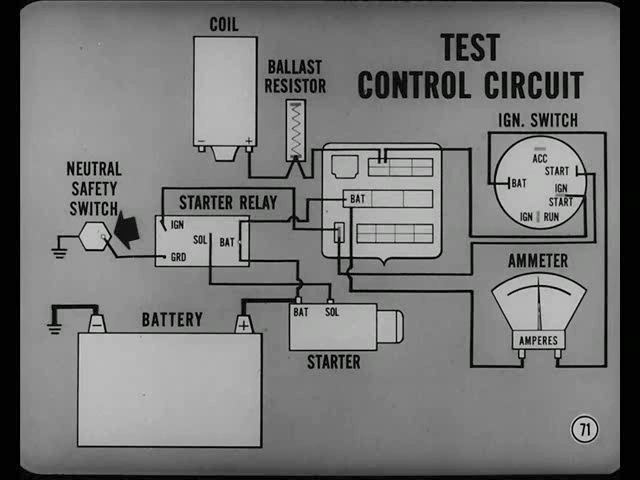 TEST
CONTROL CIRCUIT
COIL
- +
BALLAST
RESISTOR
IGN. SWITCH
ACC
START
BAT
IGN
START
IGN RUN
NEUTRAL
SAFETY
SWITCH
STARTER RELAY
IGN
SOL
BAT
GRD
BAT
AMMETER
AMPERES
BATTERY
- +
BAT SOL
STARTER
71